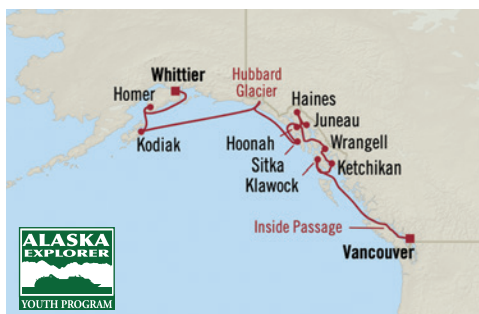 Whittier
Homer
Kodiak
Hubbard
Glacier
Haines
Juneau
Hoonah
Sitka
Wrangell
Klawock
Ketchikan
Inside Passage
Vancouver
ALASKA
EXPLORER
YOUTH PROGRAM